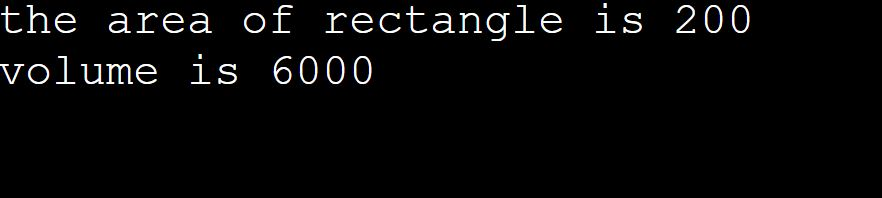 the area of rectangle is 200
volume is 6000